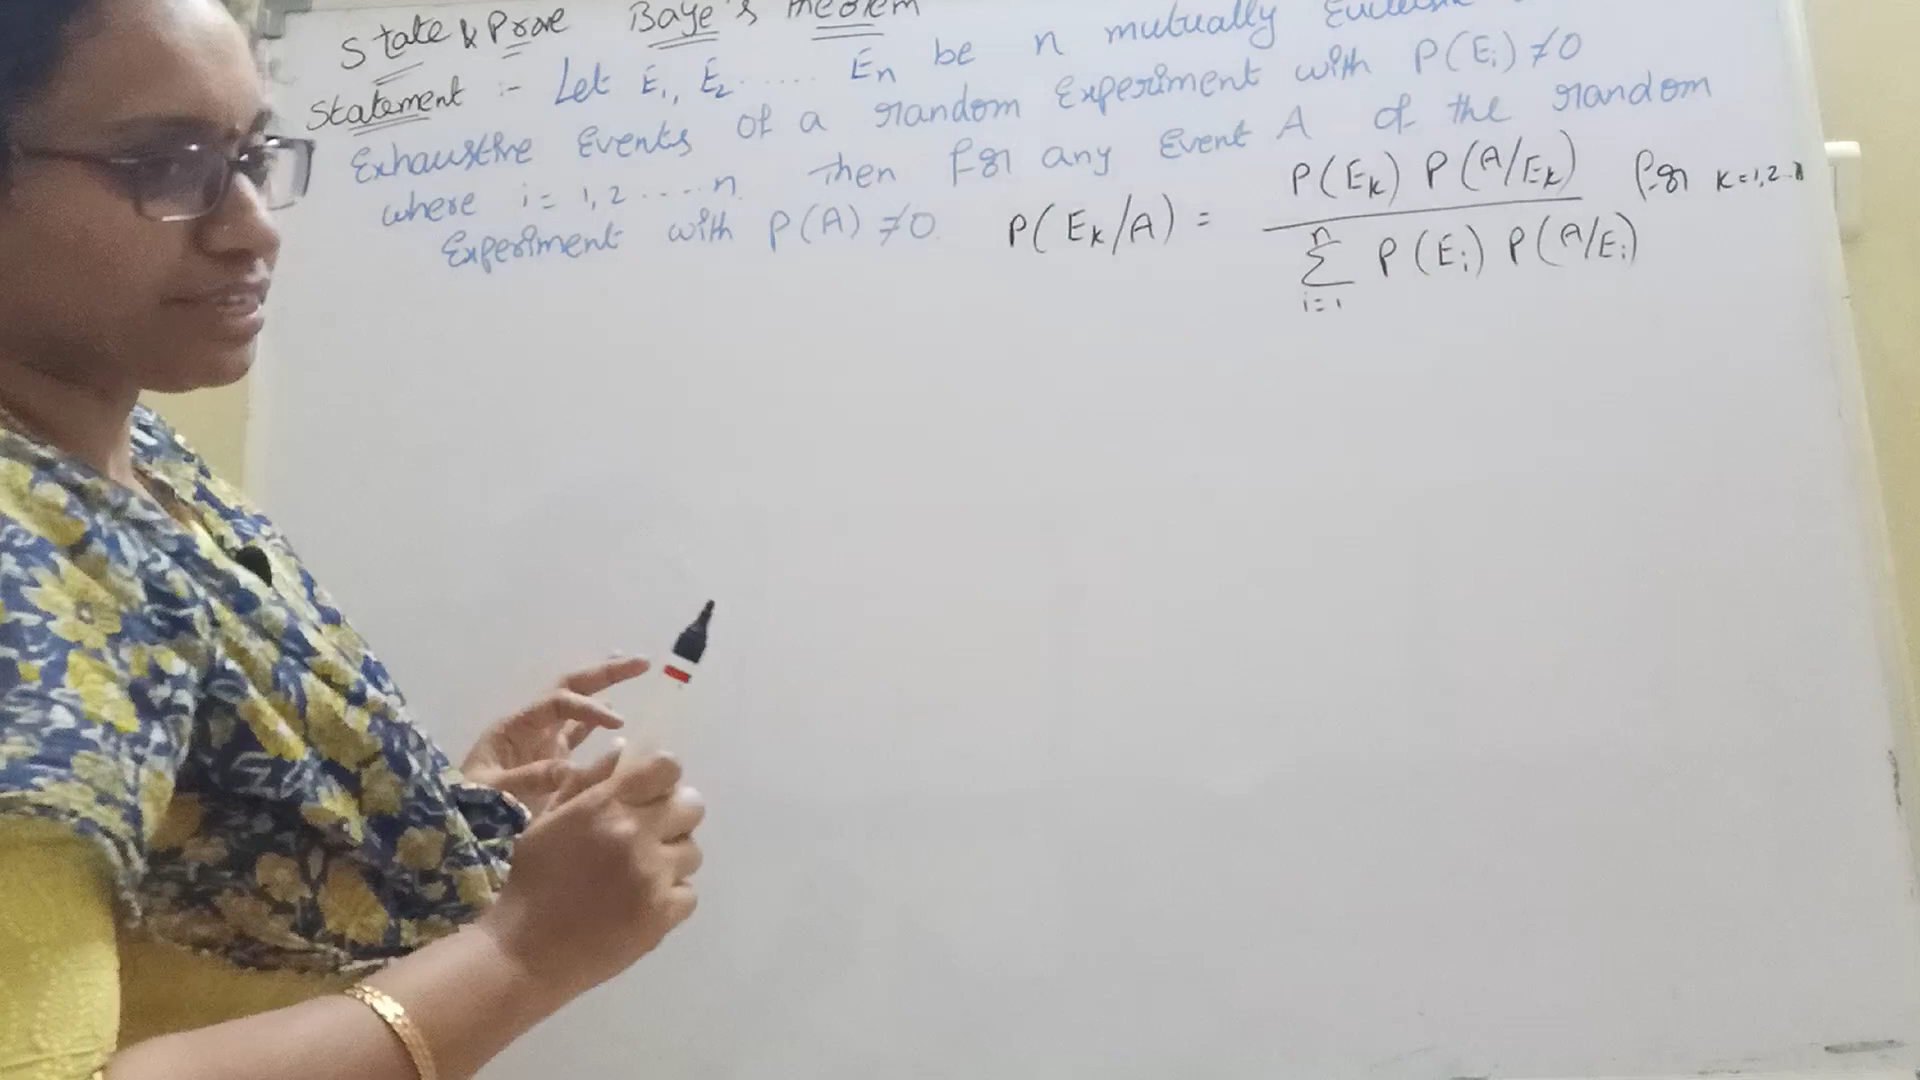 State & Prove Baye's Theorem
Statement :- Let E1, E2 ..... En be n mutually
Exhaustive Events of a random Experiment with P(Ei) ≠ 0
where i = 1, 2 ..... n. Then for any Event A of the random
Experiment with P(A) ≠ 0. P(Ek/A) = P(Ek) P(A/Ek) / ∑_{i=1}^{n} P(Ei) P(A/Ei) for k=1,2..n